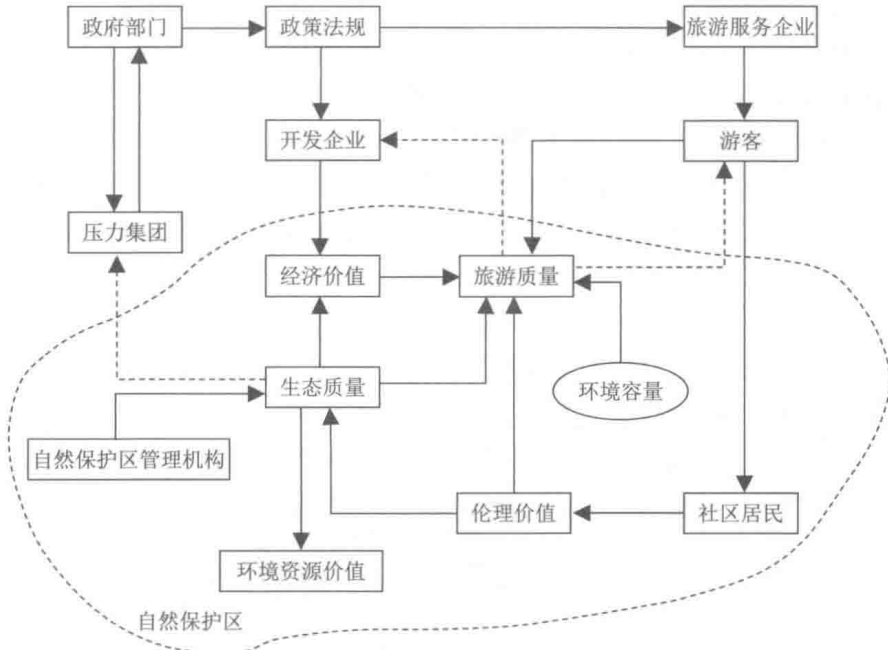 政府部门
政策法规
旅游服务企业
开发企业
游客
压力集团
经济价值
旅游质量
生态质量
环境容量
自然保护区管理机构
伦理价值
社区居民
环境资源价值
自然保护区